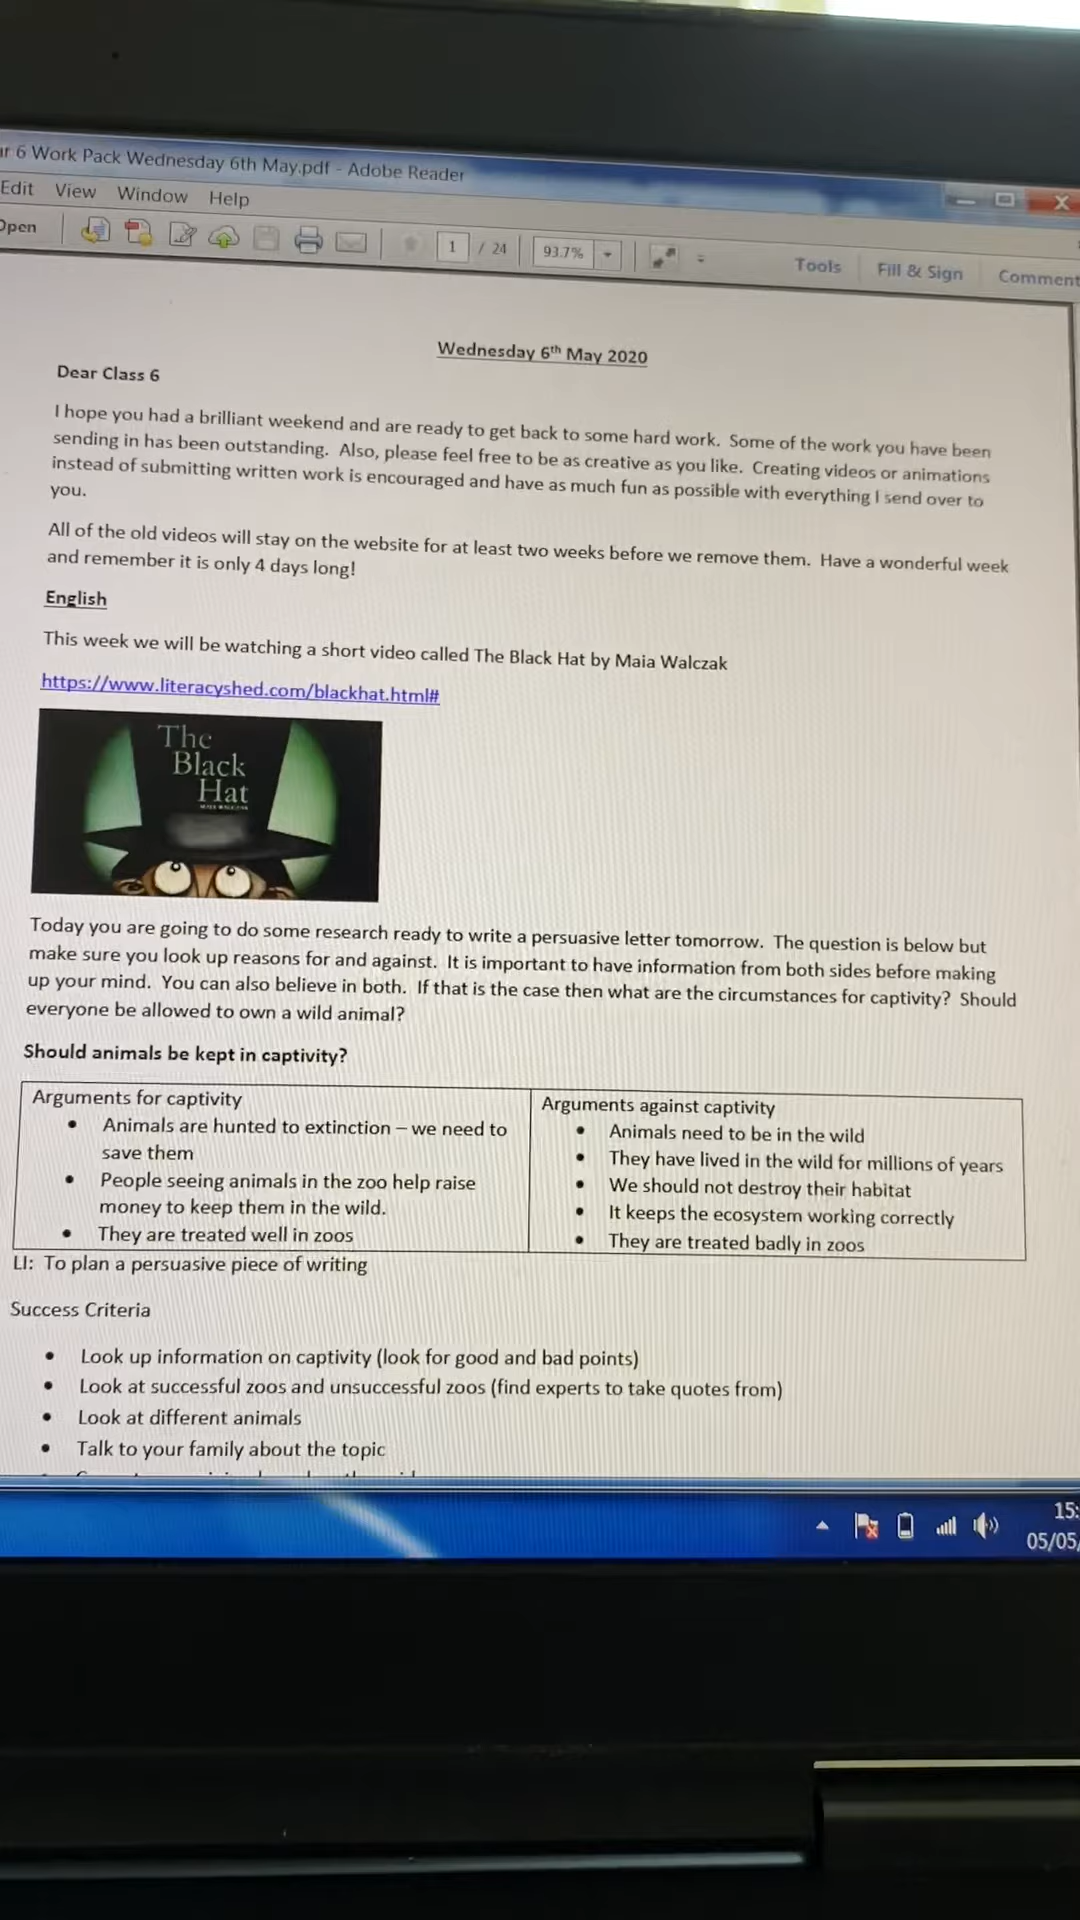 ar 6 Work Pack Wednesday 6th May.pdf - Adobe Reader
Edit View Window Help
Open
1 / 24
93.7%
Tools
Fill & Sign
Comment
Wednesday 6th May 2020
Dear Class 6
I hope you had a brilliant weekend and are ready to get back to some hard work. Some of the work you have been
sending in has been outstanding. Also, please feel free to be as creative as you like. Creating videos or animations
instead of submitting written work is encouraged and have as much fun as possible with everything I send over to
you.
All of the old videos will stay on the website for at least two weeks before we remove them. Have a wonderful week
and remember it is only 4 days long!
English
This week we will be watching a short video called The Black Hat by Maia Walczak
https://www.literacyshed.com/blackhat.html#
The
Black
Hat
Today you are going to do some research ready to write a persuasive letter tomorrow. The question is below but
make sure you look up reasons for and against. It is important to have information from both sides before making
up your mind. You can also believe in both. If that is the case then what are the circumstances for captivity? Should
everyone be allowed to own a wild animal?
Should animals be kept in captivity?
Arguments for captivity
• Animals are hunted to extinction – we need to
save them
• People seeing animals in the zoo help raise
money to keep them in the wild.
• They are treated well in zoos
Arguments against captivity
• Animals need to be in the wild
• They have lived in the wild for millions of years
• We should not destroy their habitat
• It keeps the ecosystem working correctly
• They are treated badly in zoos
LI: To plan a persuasive piece of writing
Success Criteria
• Look up information on captivity (look for good and bad points)
• Look at successful zoos and unsuccessful zoos (find experts to take quotes from)
• Look at different animals
• Talk to your family about the topic
15:
05/05/